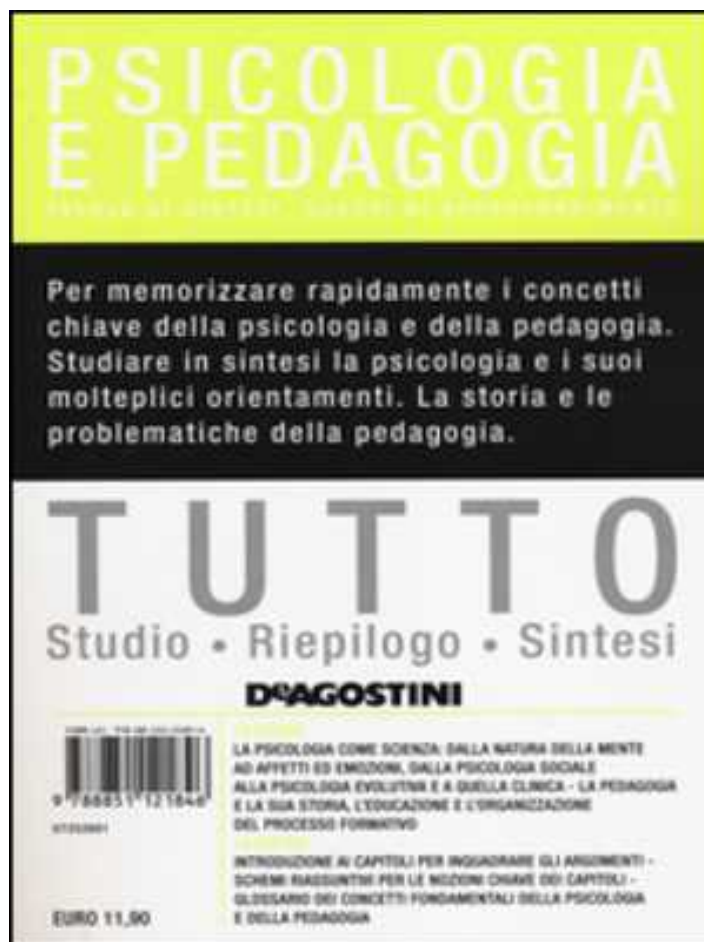 PSICOLOGIA
E PEDAGOGIA
Per memorizzare rapidamente i concetti
chiave della psicologia e della pedagogia.
Studiare in sintesi la psicologia e i suoi
molteplici orientamenti. La storia e le
problematiche della pedagogia.
TUTTO
Studio • Riepilogo • Sintesi
DeAGOSTINI
LA PSICOLOGIA COME SCIENZA: DALLA NATURA DELLA MENTE
AD AFFETTI ED EMOZIONI, DALLA PSICOLOGIA SOCIALE
ALLA PSICOLOGIA EVOLUTIVA E A QUELLA CLINICA - LA PEDAGOGIA
E LA SUA STORIA, L'EDUCAZIONE E L'ORGANIZZAZIONE
DEL PROCESSO FORMATIVO
9 788851 121846
INTRODUZIONE AI CAPITOLI PER INQUADRARE GLI ARGOMENTI -
SCHEMI RIASSUNTIVI PER LE NOZIONI CHIAVE DEI CAPITOLI -
GLOSSARIO DEI CONCETTI FONDAMENTALI DELLA PSICOLOGIA
E DELLA PEDAGOGIA
EURO 11,90